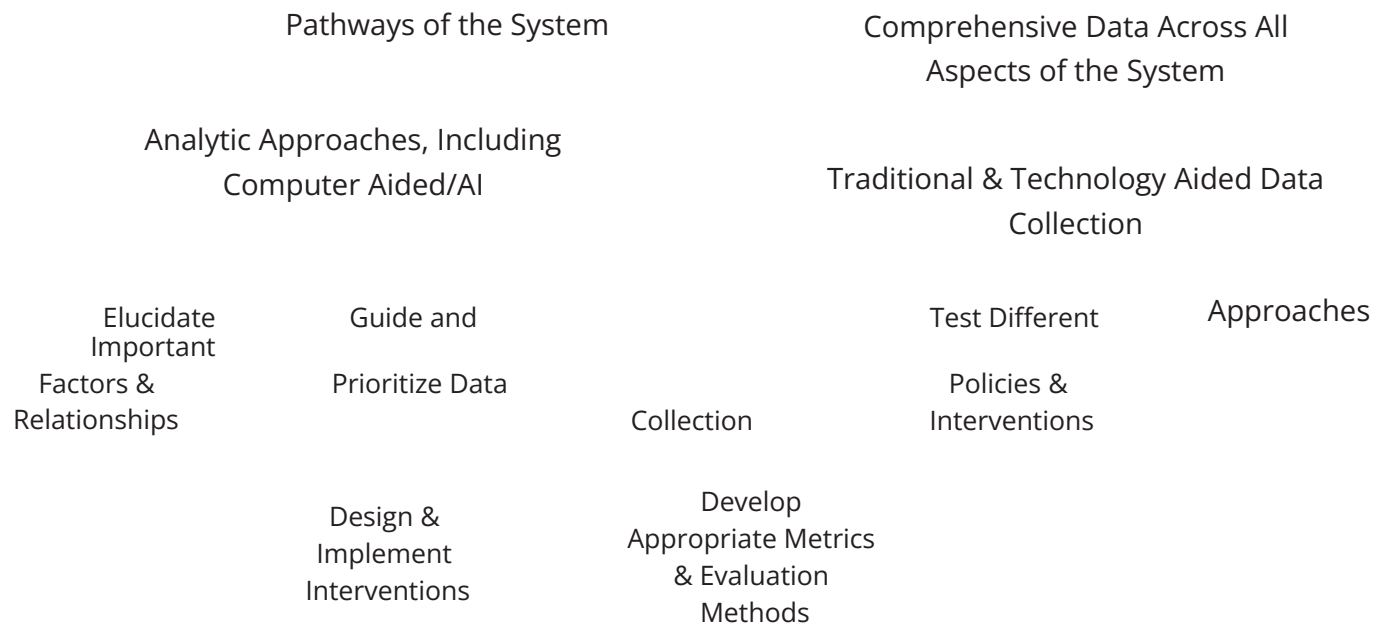 Pathways of the System
Comprehensive Data Across All
Aspects of the System
Analytic Approaches, Including
Computer Aided/AI
Traditional & Technology Aided Data
Collection
Elucidate
Important
Factors &
Relationships
Guide and
Prioritize Data
Collection
Test Different
Policies &
Interventions
Approaches
Design &
Implement
Interventions
Develop
Appropriate Metrics
& Evaluation
Methods